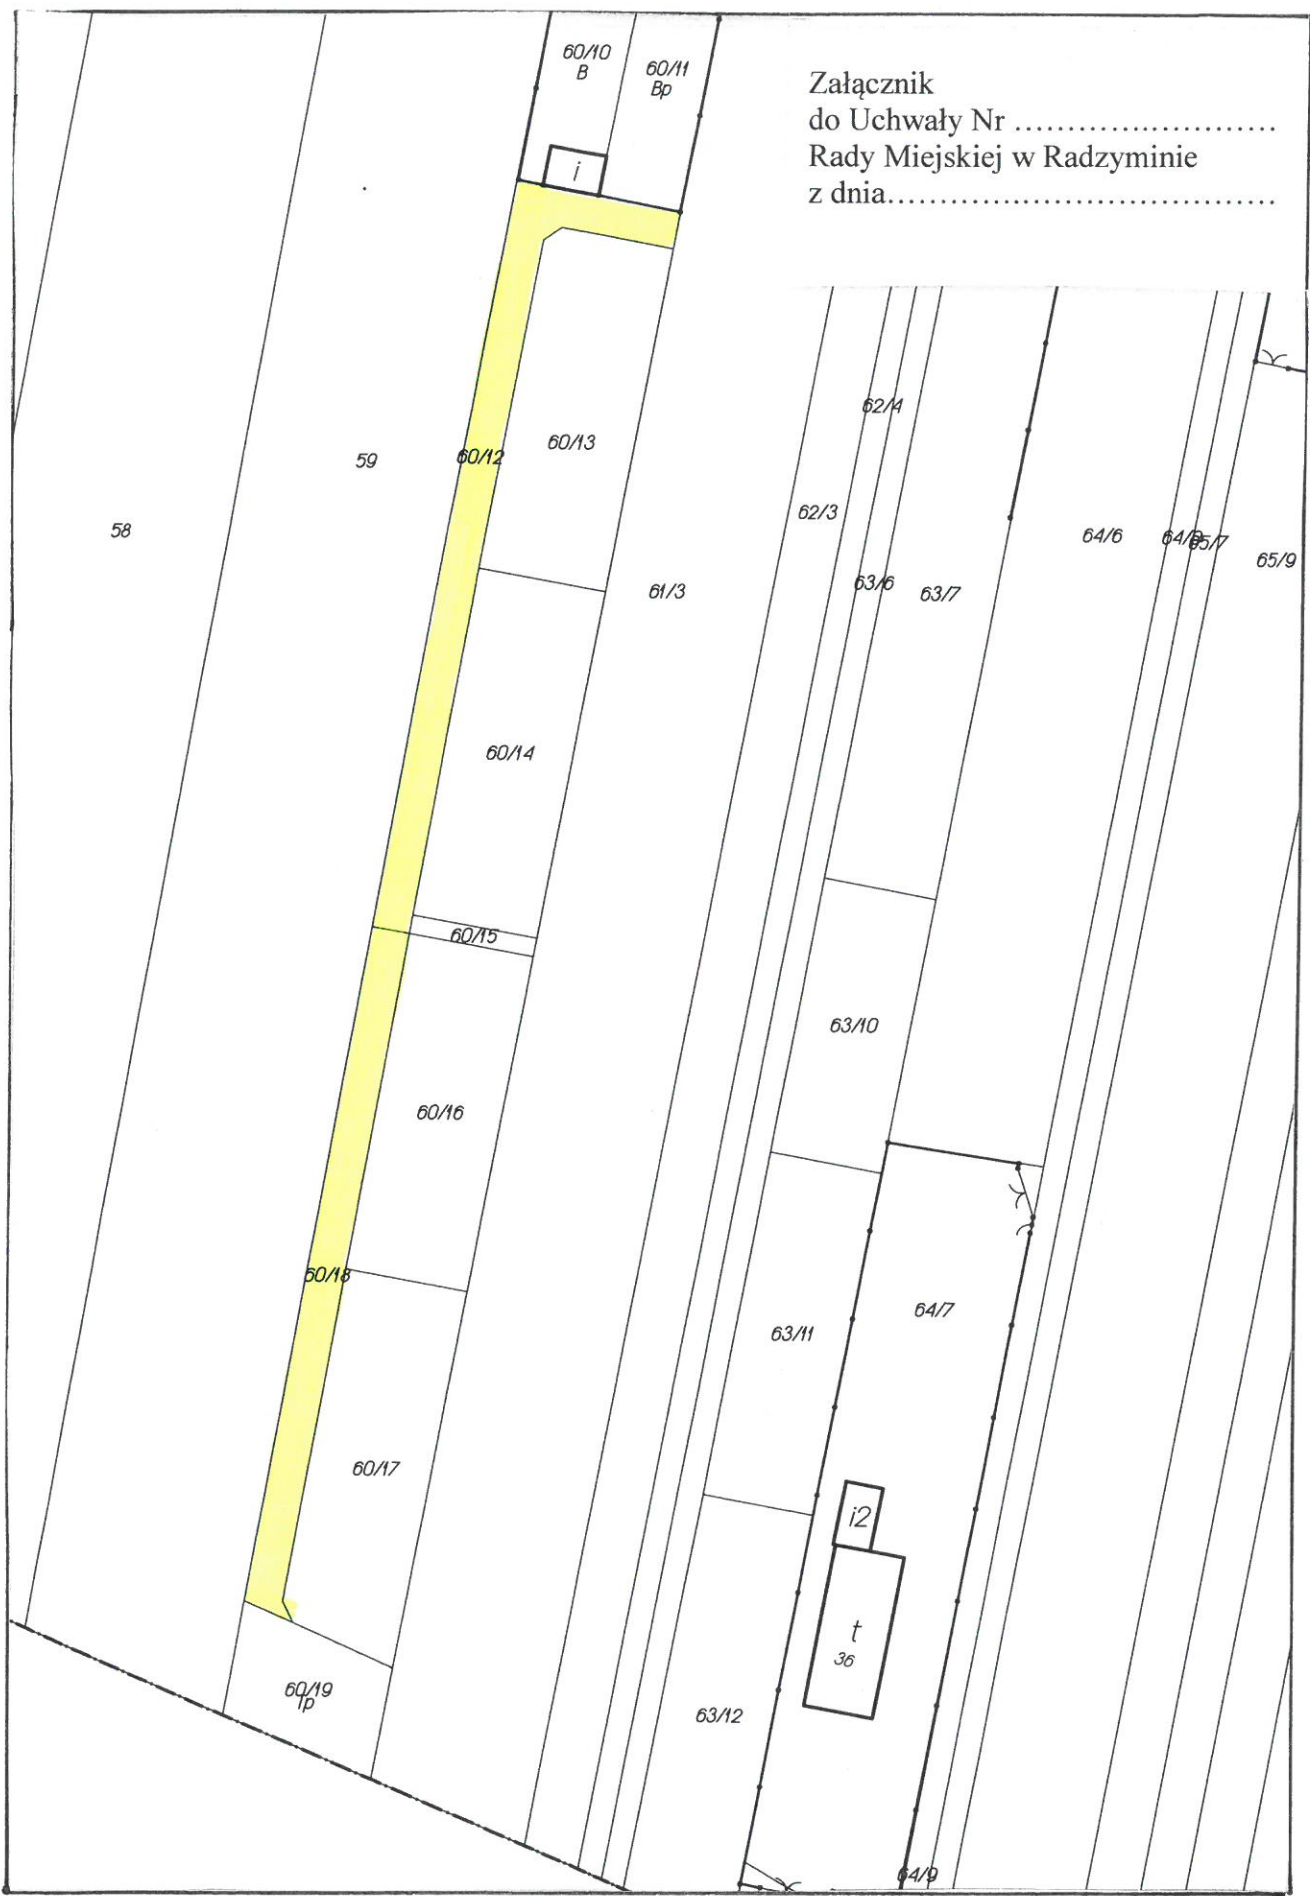 Załącznik
do Uchwały Nr ………………………
Rady Miejskiej w Radzyminie
z dnia…………………………………
60/10
B
60/11
Bp
i
62/4
60/13
60/12
59
62/3
58
64/6
65/7
65/9
63/6
61/3
63/7
60/14
60/15
63/10
60/16
60/18
64/7
63/11
60/17
i2
t
36
60/19
63/12
64/9